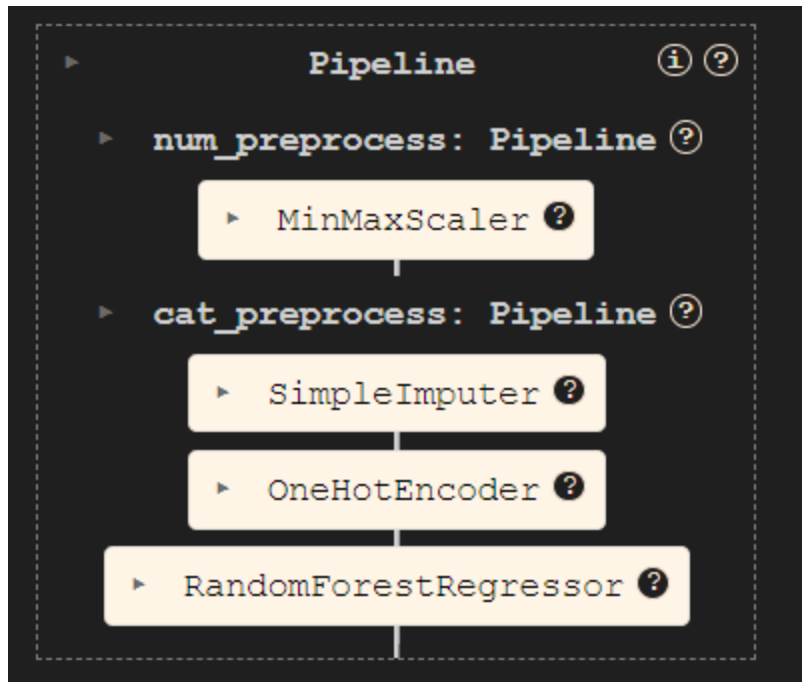 Pipeline i ?
num_preprocess: Pipeline ?
MinMaxScaler ?
cat_preprocess: Pipeline ?
SimpleImputer ?
OneHotEncoder ?
RandomForestRegressor ?